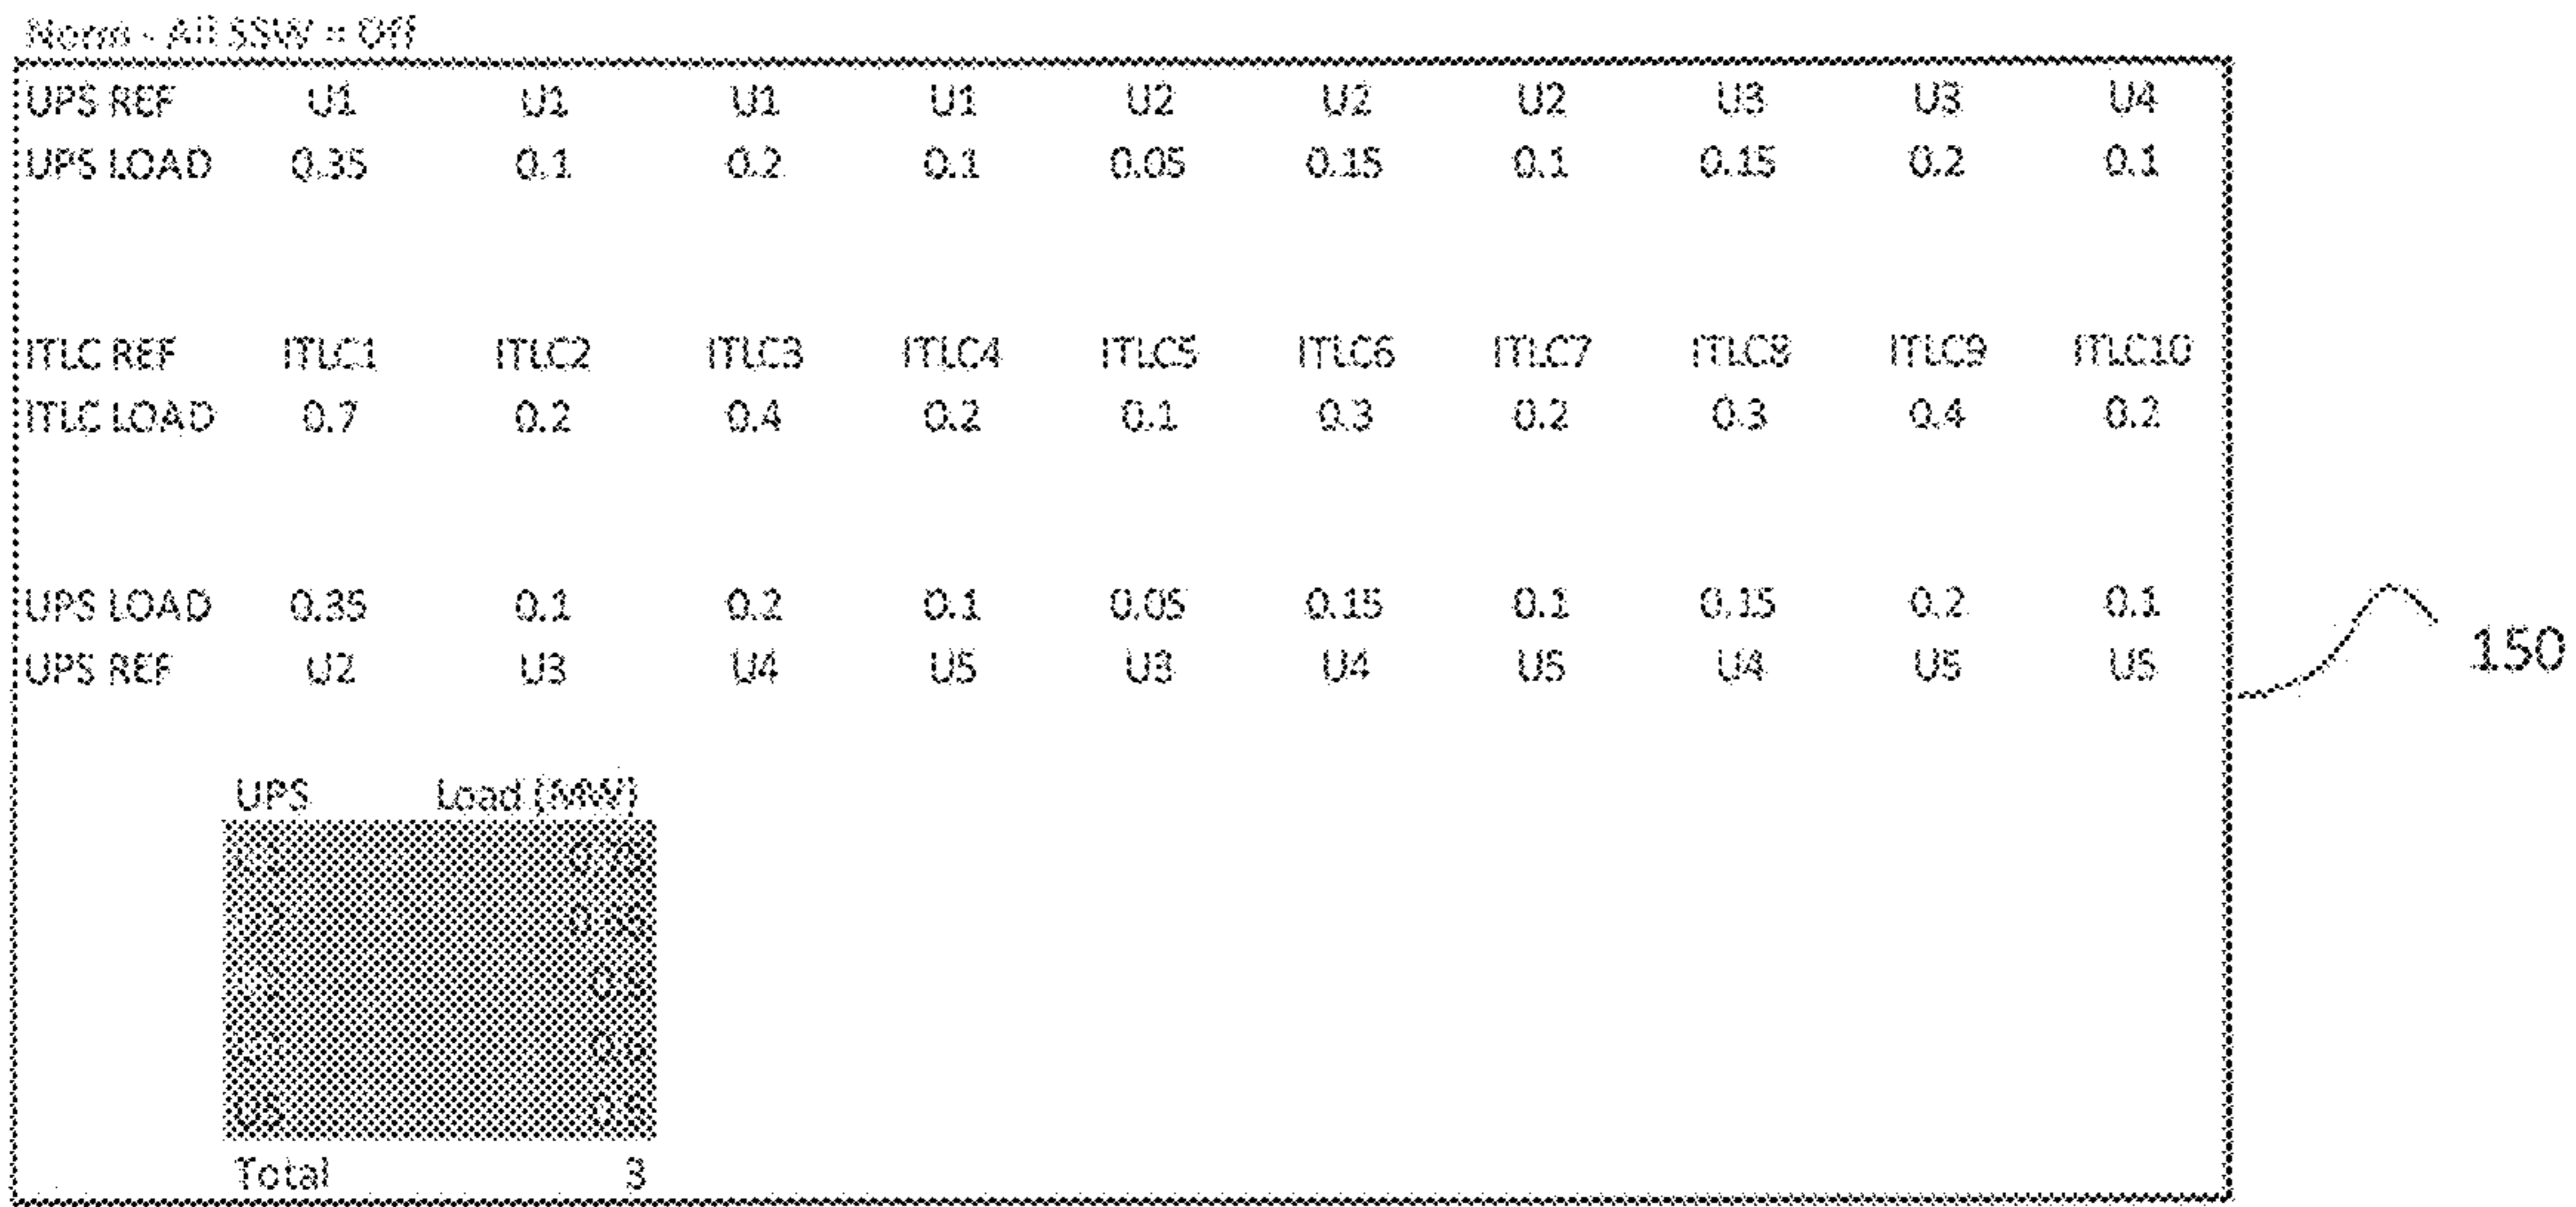 Norm - All SSW = Off
UPS REF U1 U1 U1 U1 U2 U2 U2 U3 U3 U4
UPS LOAD 0.35 0.1 0.2 0.1 0.05 0.15 0.1 0.15 0.2 0.1
ITLC REF ITLC1 ITLC2 ITLC3 ITLC4 ITLC5 ITLC6 ITLC7 ITLC8 ITLC9 ITLC10
ITLC LOAD 0.7 0.2 0.4 0.2 0.1 0.3 0.2 0.3 0.4 0.2
UPS LOAD 0.35 0.1 0.2 0.1 0.05 0.15 0.1 0.15 0.2 0.1
UPS REF U2 U3 U4 U5 U3 U4 U5 U4 U5 U5
150
UPS Load (MW)
U5
Total 3